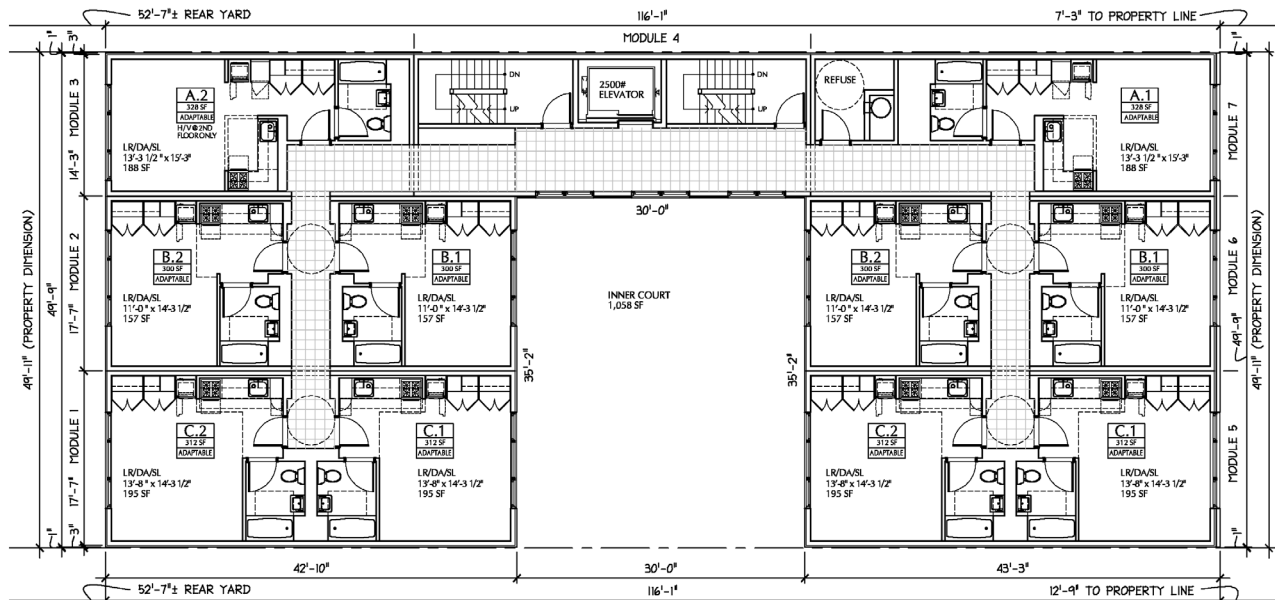 52'-7"± REAR YARD
116'-1"
7'-3" TO PROPERTY LINE
MODULE 4
1"
3"
1"
MODULE 3
14'-3"
MODULE 2
17'-7"
MODULE 1
17'-7"
3"
1"
49'-9"
49'-11" (PROPERTY DIMENSION)
A.2
328 SF
ADAPTABLE
H/V@2ND
FLOOR ONLY
LR/DA/SL
13'-3 1/2" x 15'-3"
188 SF
DN
UP
2500#
ELEVATOR
DN
UP
REFUSE
A.1
328 SF
ADAPTABLE
LR/DA/SL
13'-3 1/2" x 15'-3"
188 SF
MODULE 7
30'-0"
B.2
300 SF
ADAPTABLE
LR/DA/SL
11'-0" x 14'-3 1/2"
157 SF
B.1
300 SF
ADAPTABLE
LR/DA/SL
11'-0" x 14'-3 1/2"
157 SF
INNER COURT
1,058 SF
35'-2"
35'-2"
B.2
300 SF
ADAPTABLE
LR/DA/SL
11'-0" x 14'-3 1/2"
157 SF
B.1
300 SF
ADAPTABLE
LR/DA/SL
11'-0" x 14'-3 1/2"
157 SF
MODULE 6
49'-9"
49'-11" (PROPERTY DIMENSION)
C.2
312 SF
ADAPTABLE
LR/DA/SL
13'-8" x 14'-3 1/2"
195 SF
C.1
312 SF
ADAPTABLE
LR/DA/SL
13'-8" x 14'-3 1/2"
195 SF
C.2
312 SF
ADAPTABLE
LR/DA/SL
13'-8" x 14'-3 1/2"
195 SF
C.1
312 SF
ADAPTABLE
LR/DA/SL
13'-8" x 14'-3 1/2"
195 SF
MODULE 5
1"
42'-10"
30'-0"
43'-3"
52'-7"± REAR YARD
116'-1"
12'-9" TO PROPERTY LINE